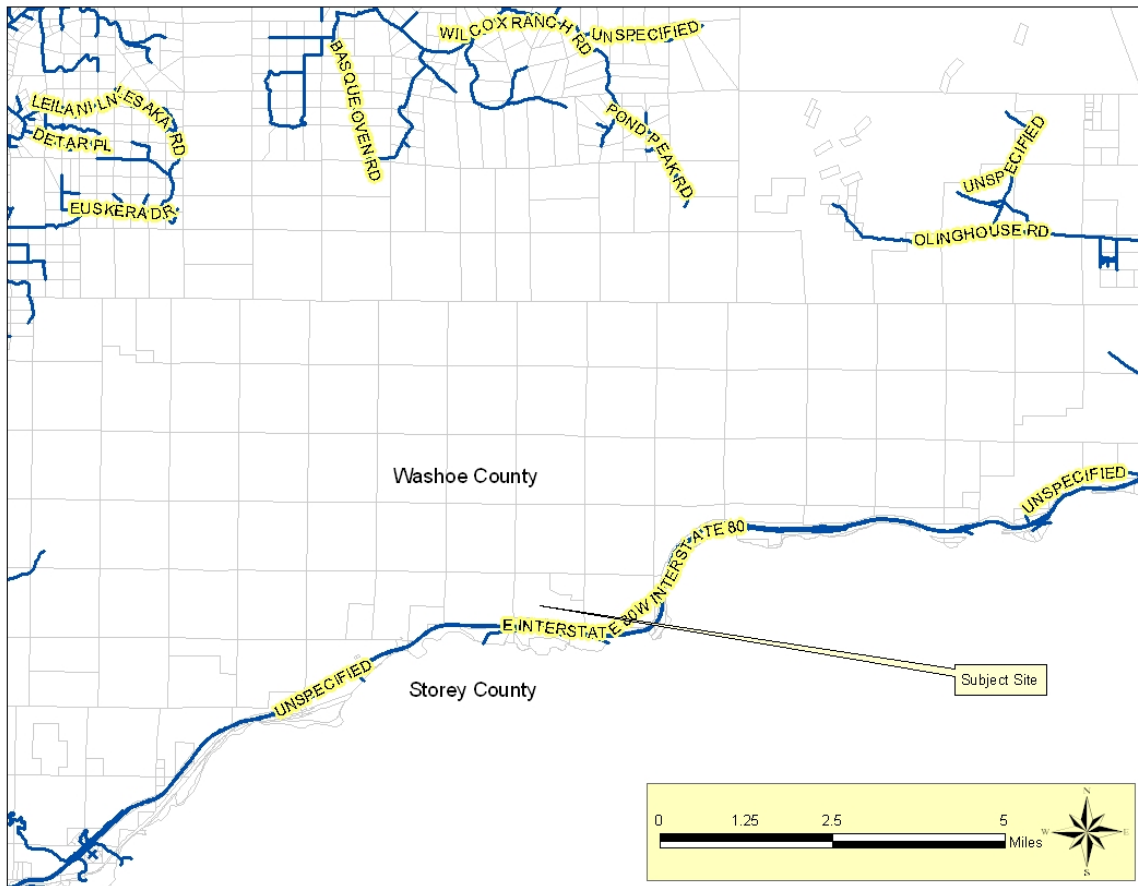 WILCOX RANCH RD
UNSPECIFIED
BASQUE OVEN RD
LEILANI LN
LESAKA RD
DETAR PL
POND PEAK RD
UNSPECIFIED
EUSKERA DR
OLINGHOUSE RD
Washoe County
UNSPECIFIED
W INTERSTATE 80
E INTERSTATE 80
UNSPECIFIED
Storey County
Subject Site
0 1.25 2.5 5
Miles
N
W E
S